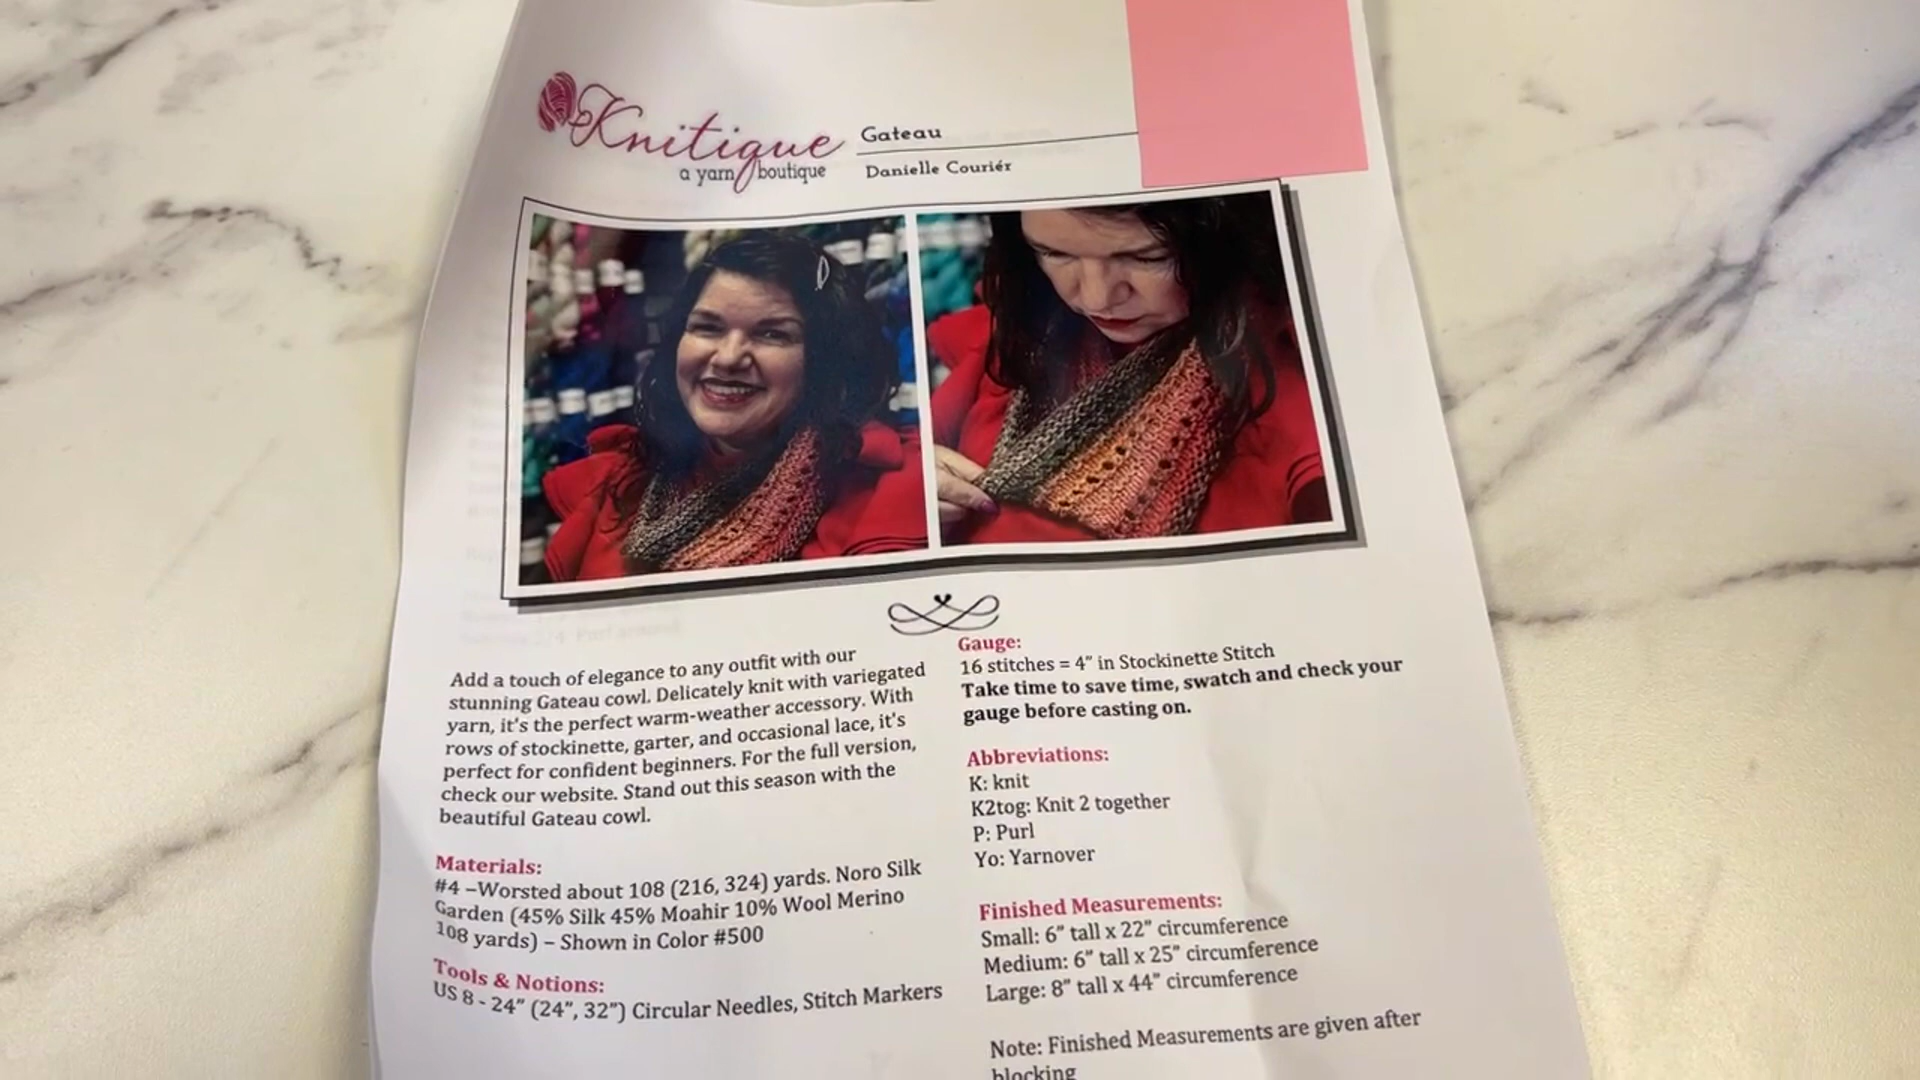 Knitique
a yarn boutique
Gateau
Danielle Couriér
Add a touch of elegance to any outfit with our
stunning Gateau cowl. Delicately knit with variegated
yarn, it's the perfect warm-weather accessory. With
rows of stockinette, garter, and occasional lace, it's
perfect for confident beginners. For the full version,
check our website. Stand out this season with the
beautiful Gateau cowl.
Materials:
#4 –Worsted about 108 (216, 324) yards. Noro Silk
Garden (45% Silk 45% Moahir 10% Wool Merino
108 yards) – Shown in Color #500
Tools & Notions:
US 8 - 24" (24", 32") Circular Needles, Stitch Markers
Gauge:
16 stitches = 4" in Stockinette Stitch
Take time to save time, swatch and check your
gauge before casting on.
Abbreviations:
K: knit
K2tog: Knit 2 together
P: Purl
Yo: Yarnover
Finished Measurements:
Small: 6" tall x 22" circumference
Medium: 6" tall x 25" circumference
Large: 8" tall x 44" circumference
Note: Finished Measurements are given after
blocking